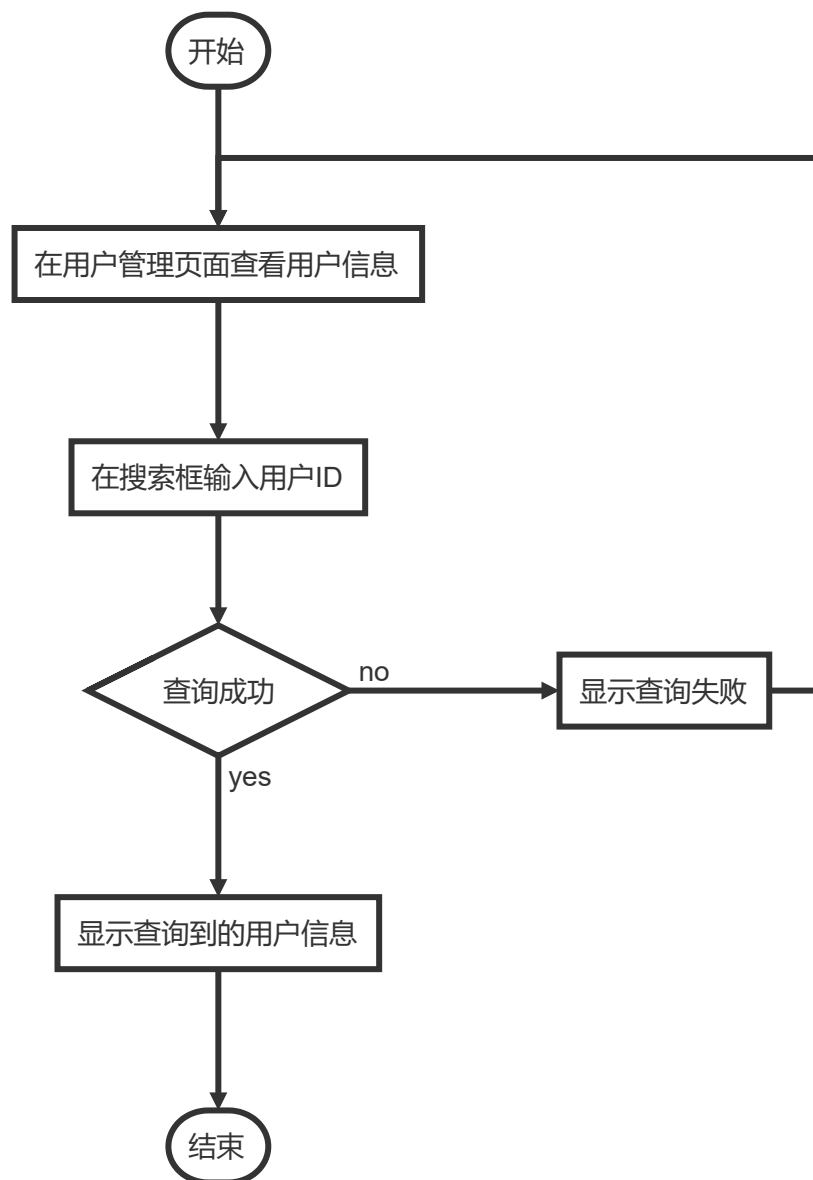 开始
在用户管理页面查看用户信息
在搜索框输入用户ID
查询成功
no
显示查询失败
yes
显示查询到的用户信息
结束